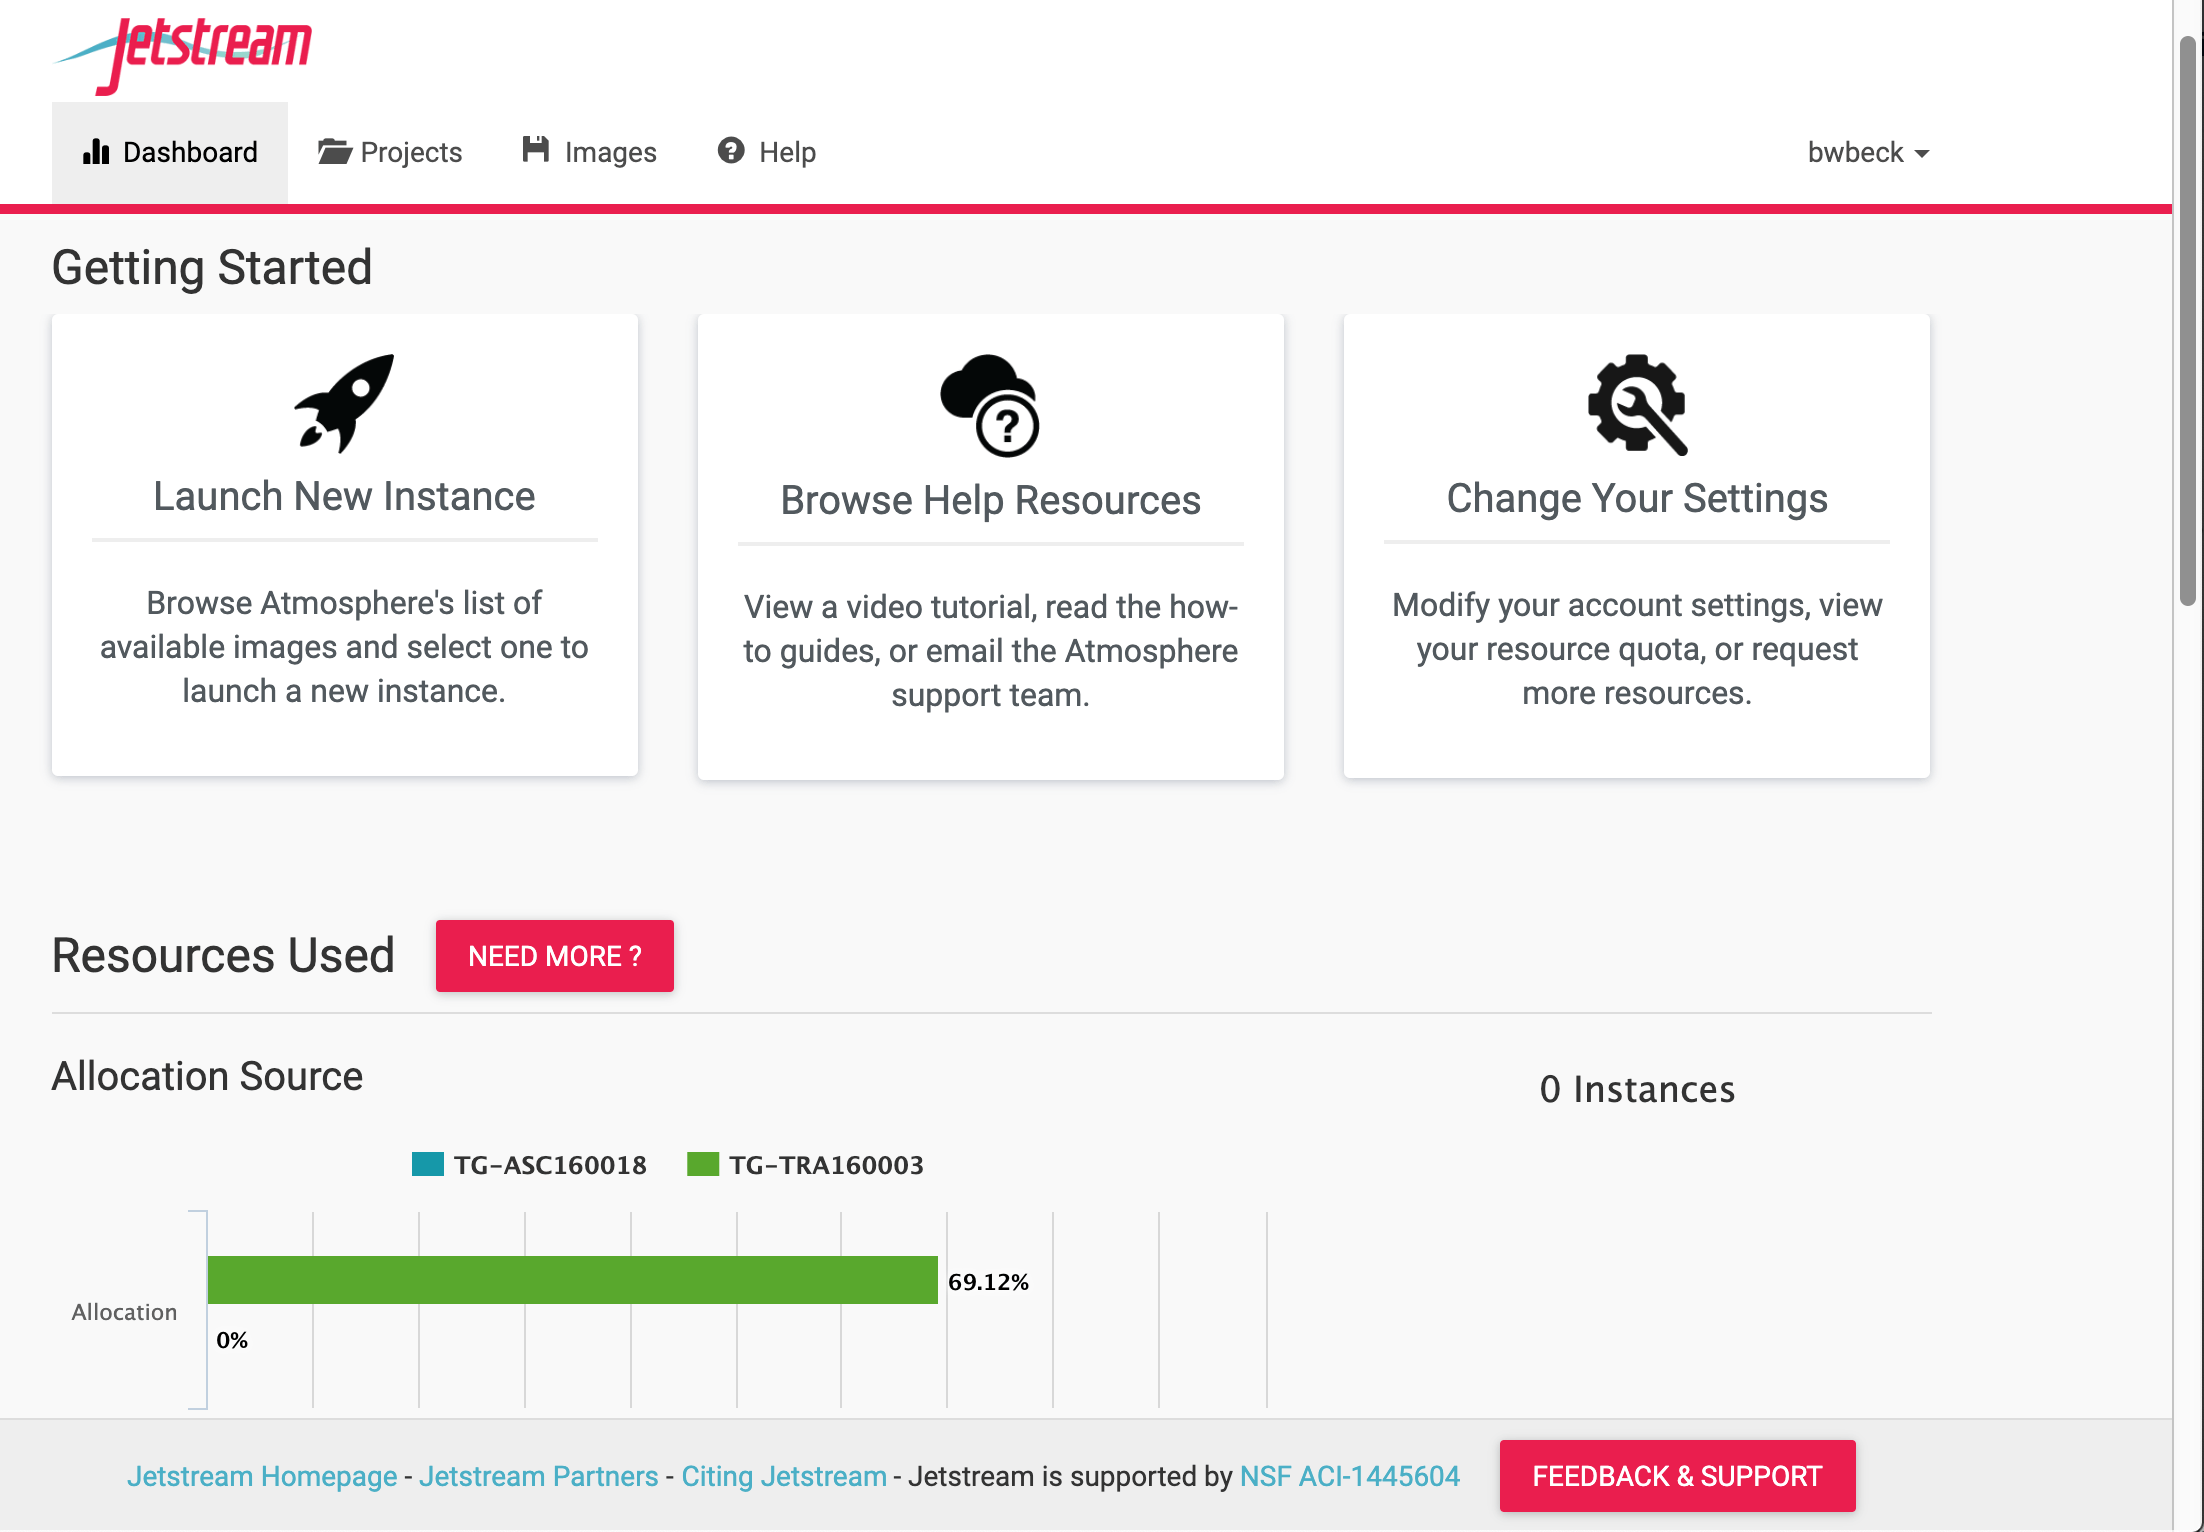 Jetstream
Dashboard
Projects
Images
Help
bwbeck
Getting Started
Launch New Instance
Browse Atmosphere's list of
available images and select one to
launch a new instance.
Browse Help Resources
View a video tutorial, read the how-
to guides, or email the Atmosphere
support team.
Change Your Settings
Modify your account settings, view
your resource quota, or request
more resources.
Resources Used
NEED MORE ?
Allocation Source
0 Instances
TG-ASC160018
TG-TRA160003
69.12%
Allocation
0%
Jetstream Homepage - Jetstream Partners - Citing Jetstream - Jetstream is supported by NSF ACI-1445604
FEEDBACK & SUPPORT